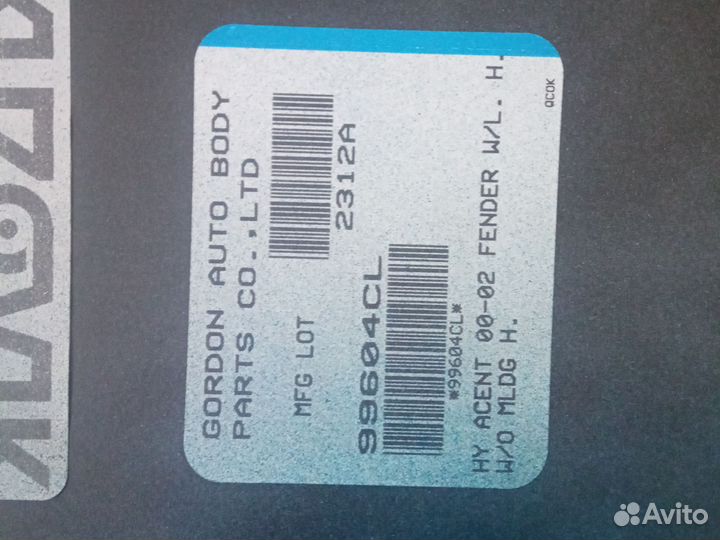 GORDON AUTO BODY
PARTS CO.,LTD
MFG LOT
2312A
99604CL
*99604CL*
HY ACENT 00-02 FENDER W/L. H.
W/O MLDG H.
QCOK
Avito